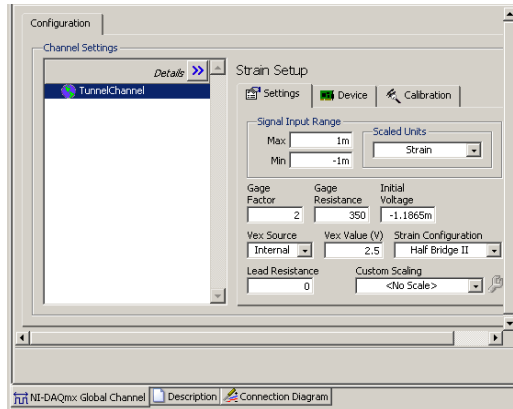 Configuration
Channel Settings
Details
TunnelChannel
Strain Setup
Settings
Device
Calibration
Signal Input Range
Max 1m
Min -1m
Scaled Units
Strain
Gage Factor
2
Gage Resistance
350
Initial Voltage
-1.1865m
Vex Source
Internal
Vex Value (V)
2.5
Strain Configuration
Half Bridge II
Lead Resistance
0
Custom Scaling
<No Scale>
NI-DAQmx Global Channel
Description
Connection Diagram